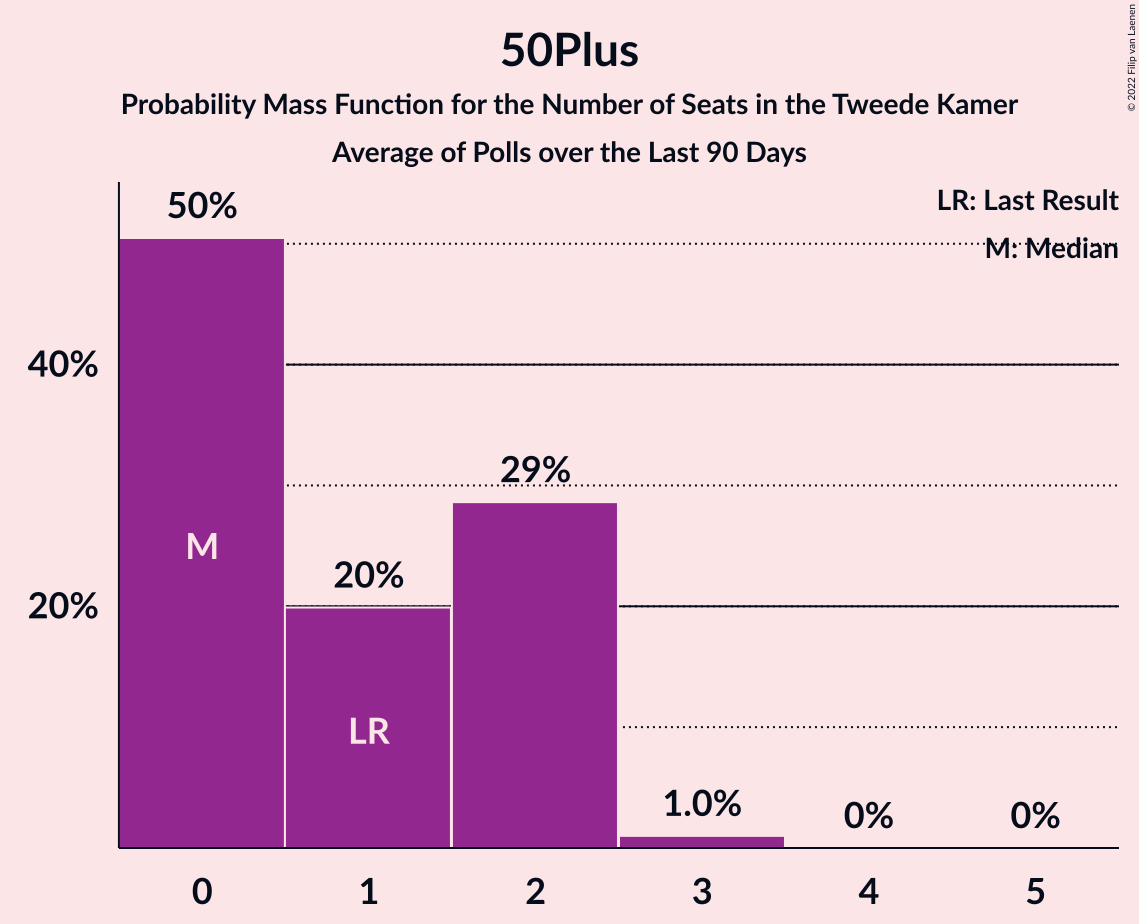 50Plus
Probability Mass Function for the Number of Seats in the Tweede Kamer
Average of Polls over the Last 90 Days
© 2022 Filip van Laenen
LR: Last Result
M: Median
50%
40%
29%
M
20%
20%
LR
1.0%
0%
0%
0
1
2
3
4
5